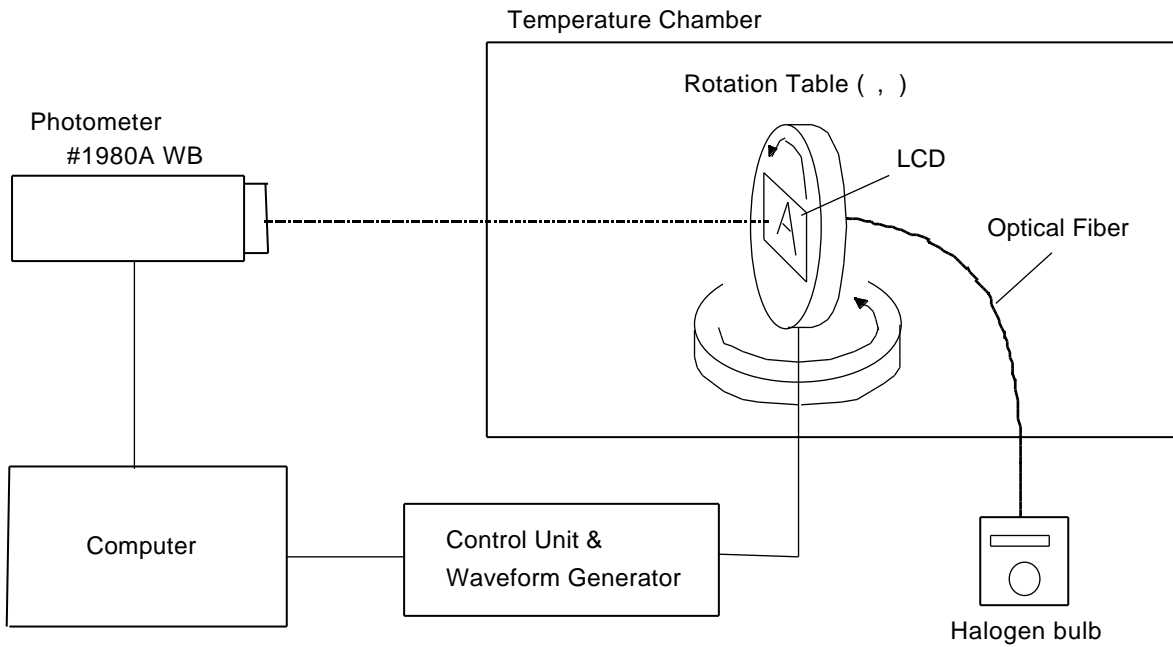 Temperature Chamber
Rotation Table ( , )
Photometer
#1980A WB
LCD
A
Optical Fiber
Computer
Control Unit &
Waveform Generator
Halogen bulb